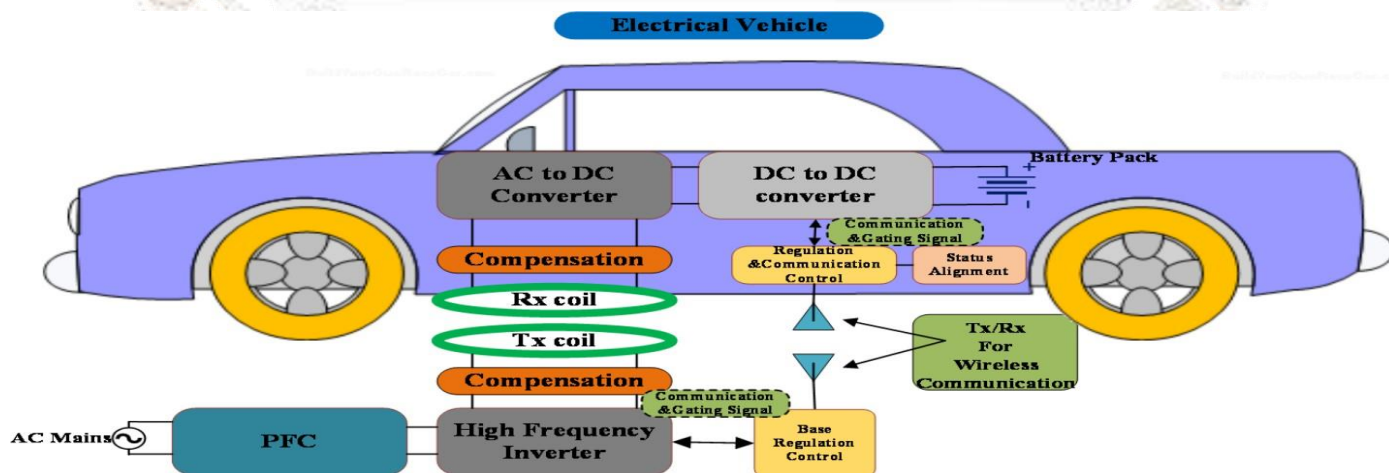 Electrical Vehicle
Battery Pack
+
-
AC to DC
Converter
DC to DC
converter
Communication
&Gating Signal
Compensation
Regulation
&Communication
Control
Status
Alignment
Rx coil
Tx coil
Tx/Rx
For
Wireless
Communication
Compensation
Communication
&Gating Signal
AC Mains
PFC
High Frequency
Inverter
Base
Regulation
Control